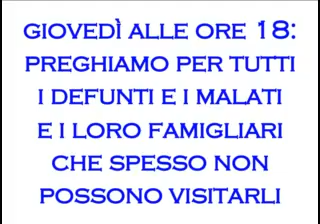 GIOVEDÌ ALLE ORE 18:
PREGHIAMO PER TUTTI
I DEFUNTI E I MALATI
E I LORO FAMIGLIARI
CHE SPESSO NON
POSSONO VISITARLI